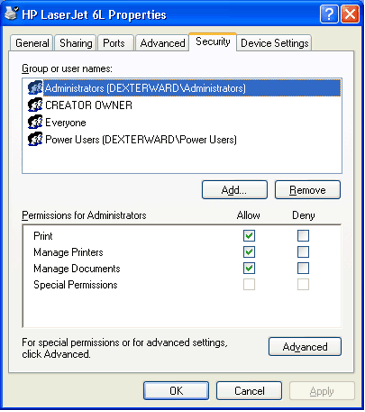 HP LaserJet 6L Properties
General Sharing Ports Advanced Security Device Settings
Group or user names:
Administrators (DEXTERWARD\Administrators)
CREATOR OWNER
Everyone
Power Users (DEXTERWARD\Power Users)
Add... Remove
Permissions for Administrators Allow Deny
Print
Manage Printers
Manage Documents
Special Permissions
For special permissions or for advanced settings,
click Advanced.
Advanced
OK Cancel Apply